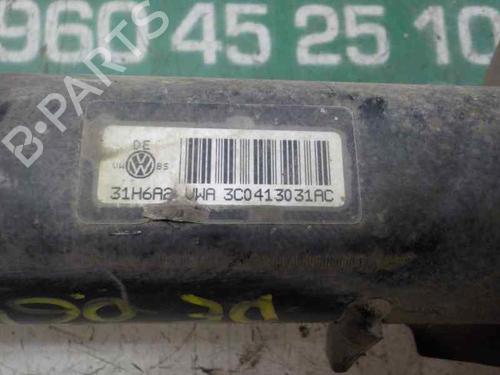 960 45 25 10
B-PARTS
DE
VW BS
31H6A2 VWA 3C0413031AC